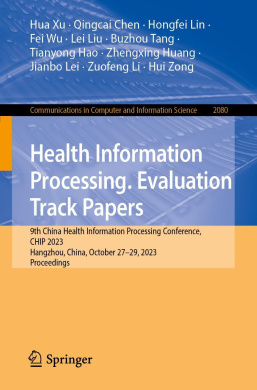 Hua Xu · Qingcai Chen · Hongfei Lin ·
Fei Wu · Lei Liu · Buzhou Tang ·
Tianyong Hao · Zhengxing Huang ·
Jianbo Lei · Zuofeng Li · Hui Zong
Communications in Computer and Information Science 2080
Health Information
Processing. Evaluation
Track Papers
9th China Health Information Processing Conference,
CHIP 2023
Hangzhou, China, October 27–29, 2023
Proceedings
Springer